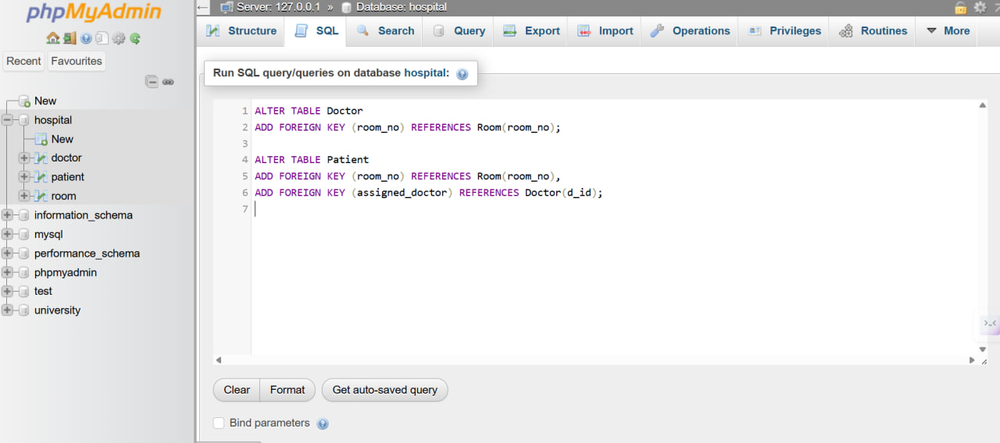 phpMyAdmin
Recent Favourites
New
hospital
New
doctor
patient
room
information_schema
mysql
performance_schema
phpmyadmin
test
university
Server: 127.0.0.1 » Database: hospital
Structure SQL Search Query Export Import Operations Privileges Routines More
Run SQL query/queries on database hospital:
1 ALTER TABLE Doctor
2 ADD FOREIGN KEY (room_no) REFERENCES Room(room_no);
3
4 ALTER TABLE Patient
5 ADD FOREIGN KEY (room_no) REFERENCES Room(room_no),
6 ADD FOREIGN KEY (assigned_doctor) REFERENCES Doctor(d_id);
7
Clear Format Get auto-saved query
Bind parameters